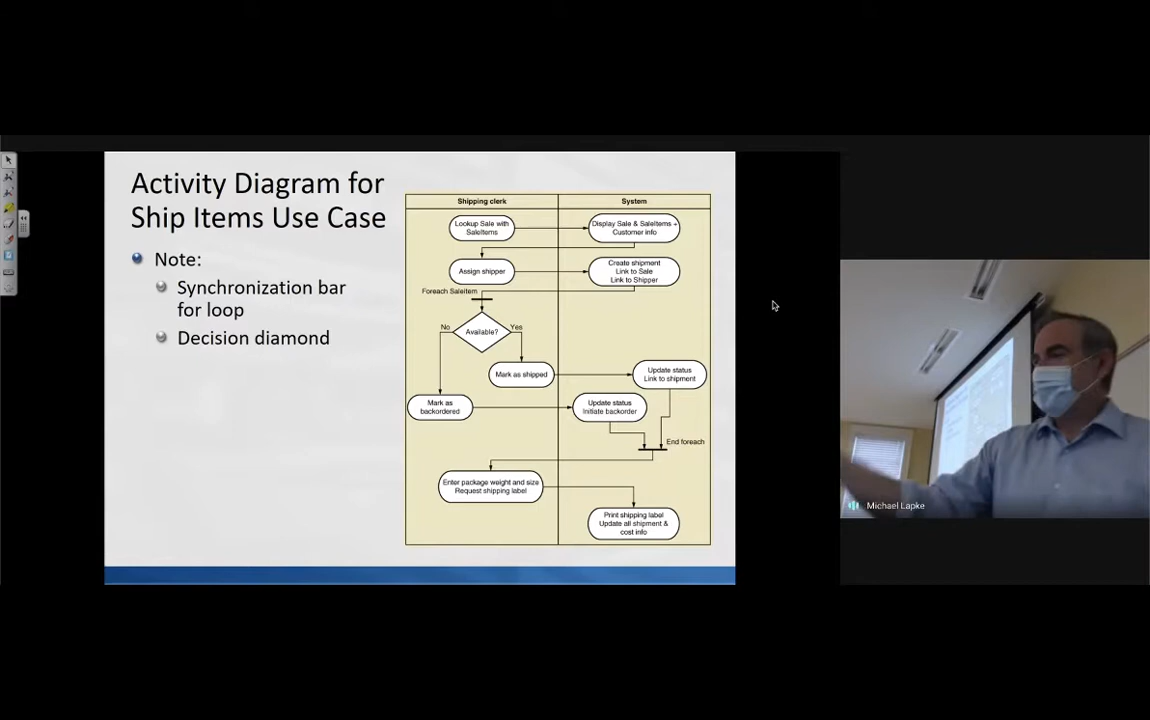 Activity Diagram for
Ship Items Use Case
Note:
Synchronization bar
for loop
Decision diamond
Shipping clerk
System
Lookup Sale with
SaleItems
Display Sale & SaleItems +
Customer info
Assign shipper
Create shipment
Link to Sale
Link to Shipper
Foreach SaleItem
No
Available?
Yes
Mark as shipped
Update status
Link to shipment
Mark as
backordered
Update status
Initiate backorder
End foreach
Enter package weight and size
Request shipping label
Print shipping label
Update all shipment &
cost info
Michael Lapke